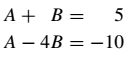 A + B = 5
A − 4B = −10